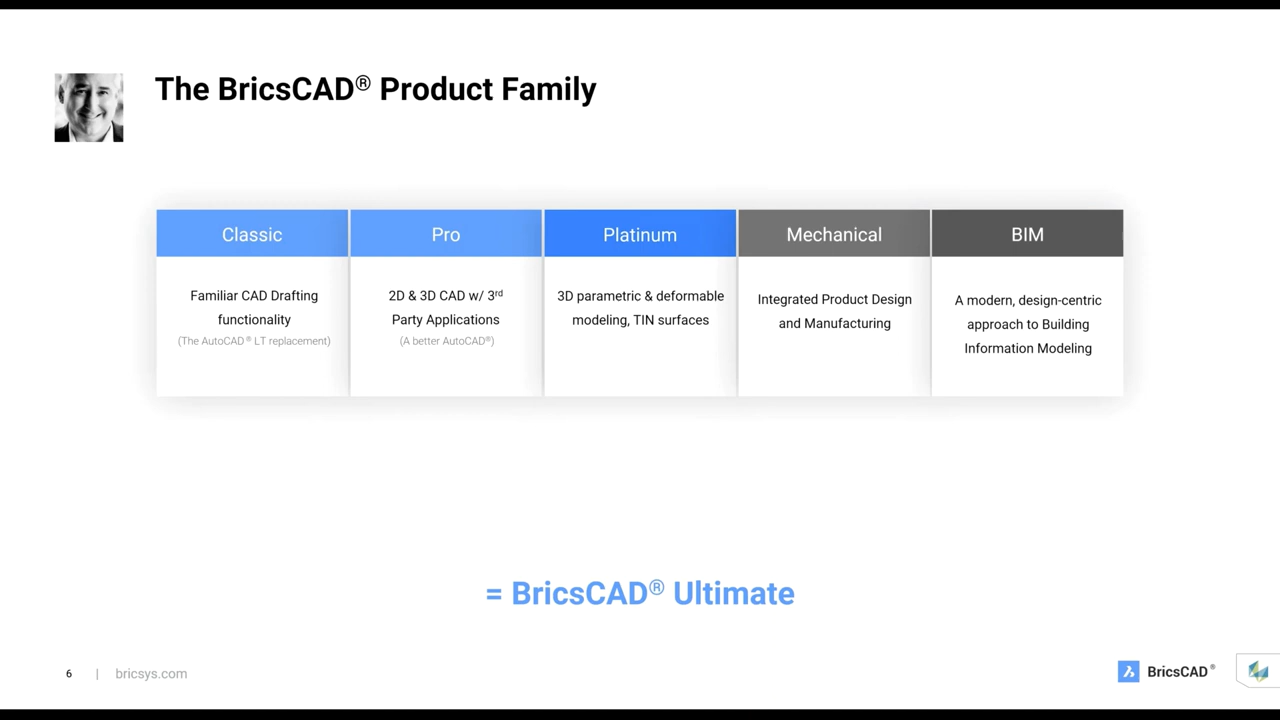 The BricsCAD® Product Family
Classic
Pro
Platinum
Mechanical
BIM
Familiar CAD Drafting
functionality
(The AutoCAD® LT replacement)
2D & 3D CAD w/ 3rd
Party Applications
(A better AutoCAD®)
3D parametric & deformable
modeling, TIN surfaces
Integrated Product Design
and Manufacturing
A modern, design-centric
approach to Building
Information Modeling
= BricsCAD® Ultimate
6 | bricsys.com
BricsCAD®